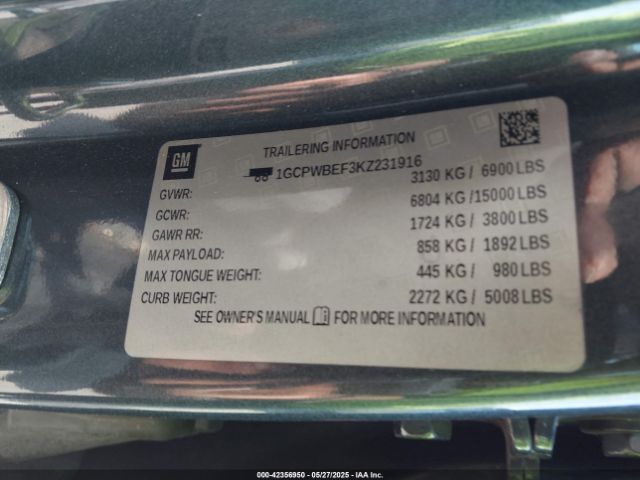 GM
TRAILERING INFORMATION
1GCPWBEF3KZ231916
GVWR: 3130 KG / 6900 LBS
GCWR: 6804 KG /15000 LBS
GAWR RR: 1724 KG / 3800 LBS
MAX PAYLOAD: 858 KG / 1892 LBS
MAX TONGUE WEIGHT: 445 KG / 980 LBS
CURB WEIGHT: 2272 KG / 5008 LBS
SEE OWNER'S MANUAL FOR MORE INFORMATION
000-42356950 - 05/27/2025 - IAAI Inc.